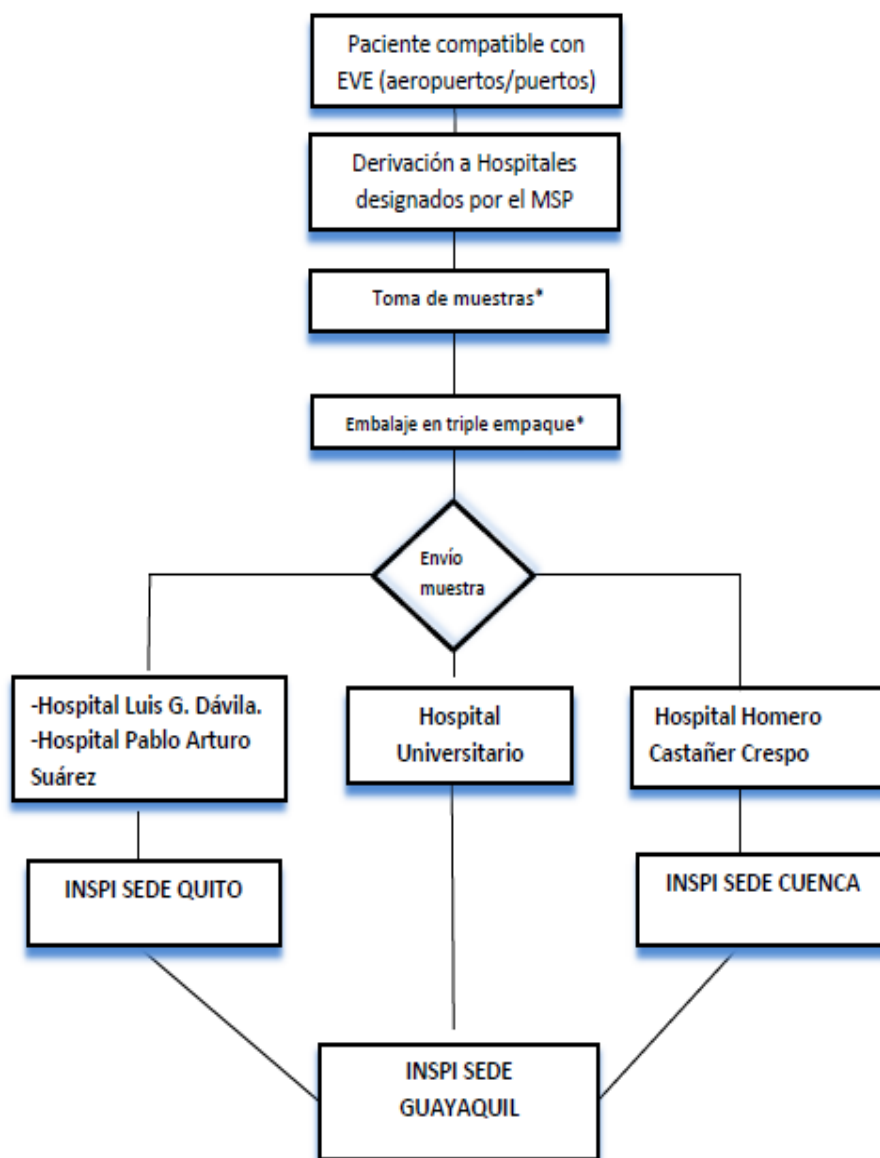 Paciente compatible con
EVE (aeropuertos/puertos)
Derivación a Hospitales
designados por el MSP
Toma de muestras*
Embalaje en triple empaque*
Envío
muestra
-Hospital Luis G. Dávila.
-Hospital Pablo Arturo
Suárez
Hospital
Universitario
Hospital Homero
Castañer Crespo
INSPI SEDE QUITO
INSPI SEDE CUENCA
INSPI SEDE
GUAYAQUIL